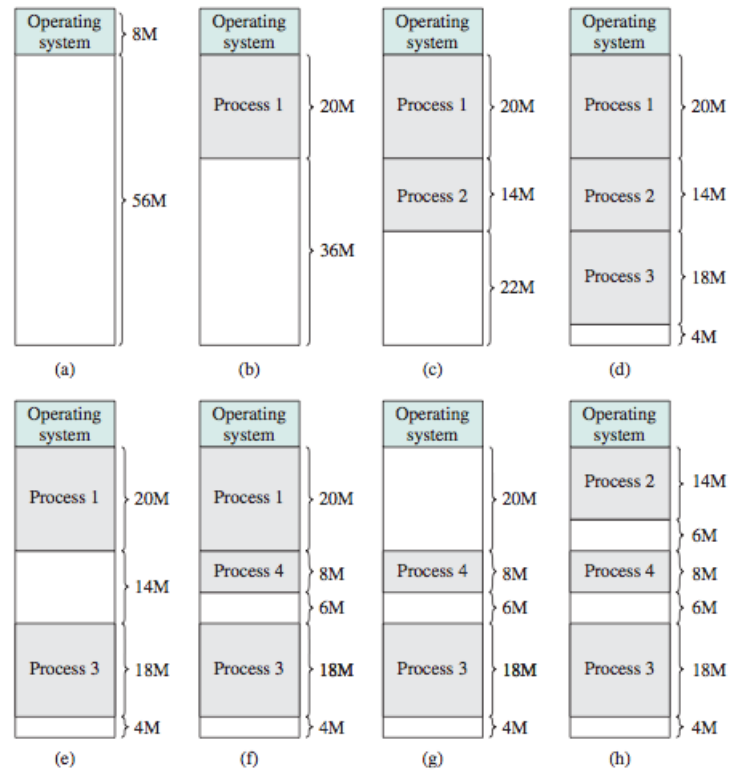 Operating
system
8M
56M
(a)
Operating
system
Process 1
20M
36M
(b)
Operating
system
Process 1
20M
Process 2
14M
22M
(c)
Operating
system
Process 1
20M
Process 2
14M
Process 3
18M
4M
(d)
Operating
system
Process 1
20M
14M
Process 3
18M
4M
(e)
Operating
system
Process 1
20M
Process 4
8M
6M
Process 3
18M
4M
(f)
Operating
system
20M
Process 4
8M
6M
Process 3
18M
4M
(g)
Operating
system
Process 2
14M
6M
Process 4
8M
6M
Process 3
18M
4M
(h)